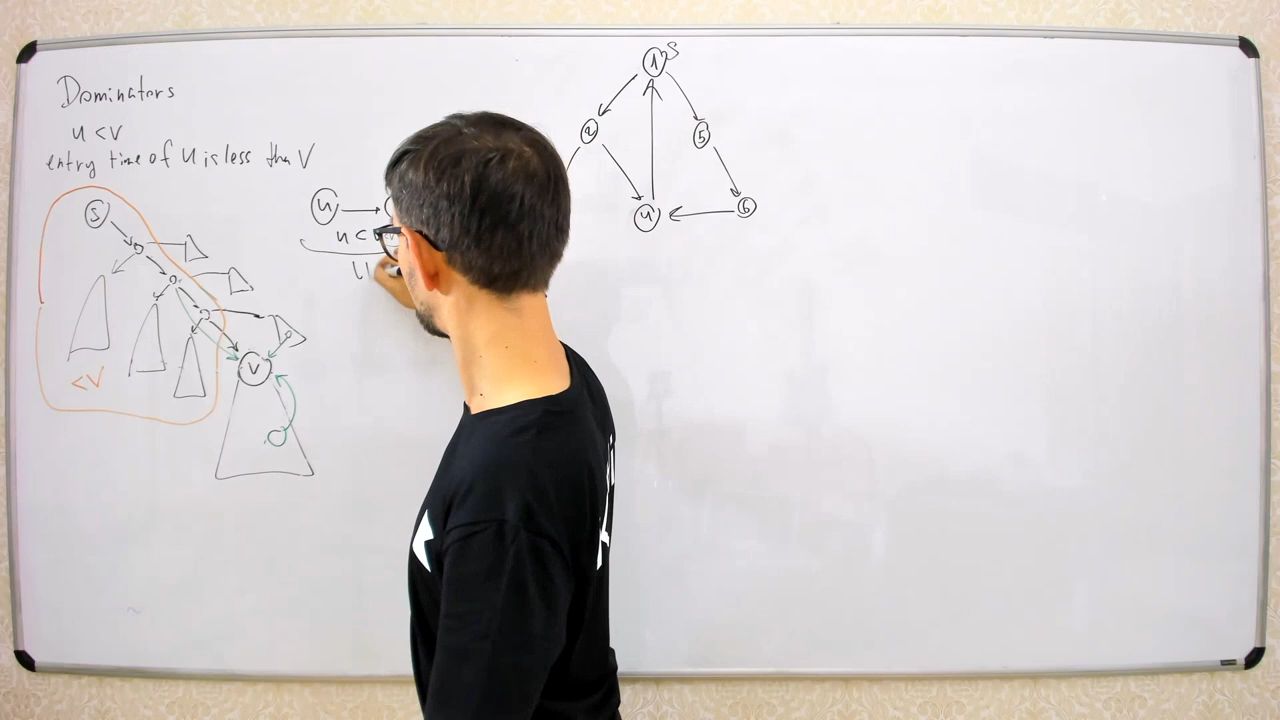 Dominators
u < v
entry time of u is less than v
S
< v
v
u
u <
u
1 S
2
5
4
6